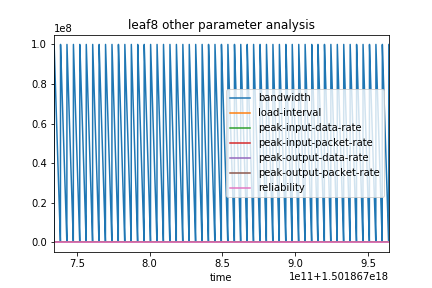 leaf8 other parameter analysis
1e8
1.0
0.8
0.6
0.4
0.2
0.0
bandwidth
load-interval
peak-input-data-rate
peak-input-packet-rate
peak-output-data-rate
peak-output-packet-rate
reliability
7.5 8.0 8.5 9.0 9.5
time
1e11+1.501867e18